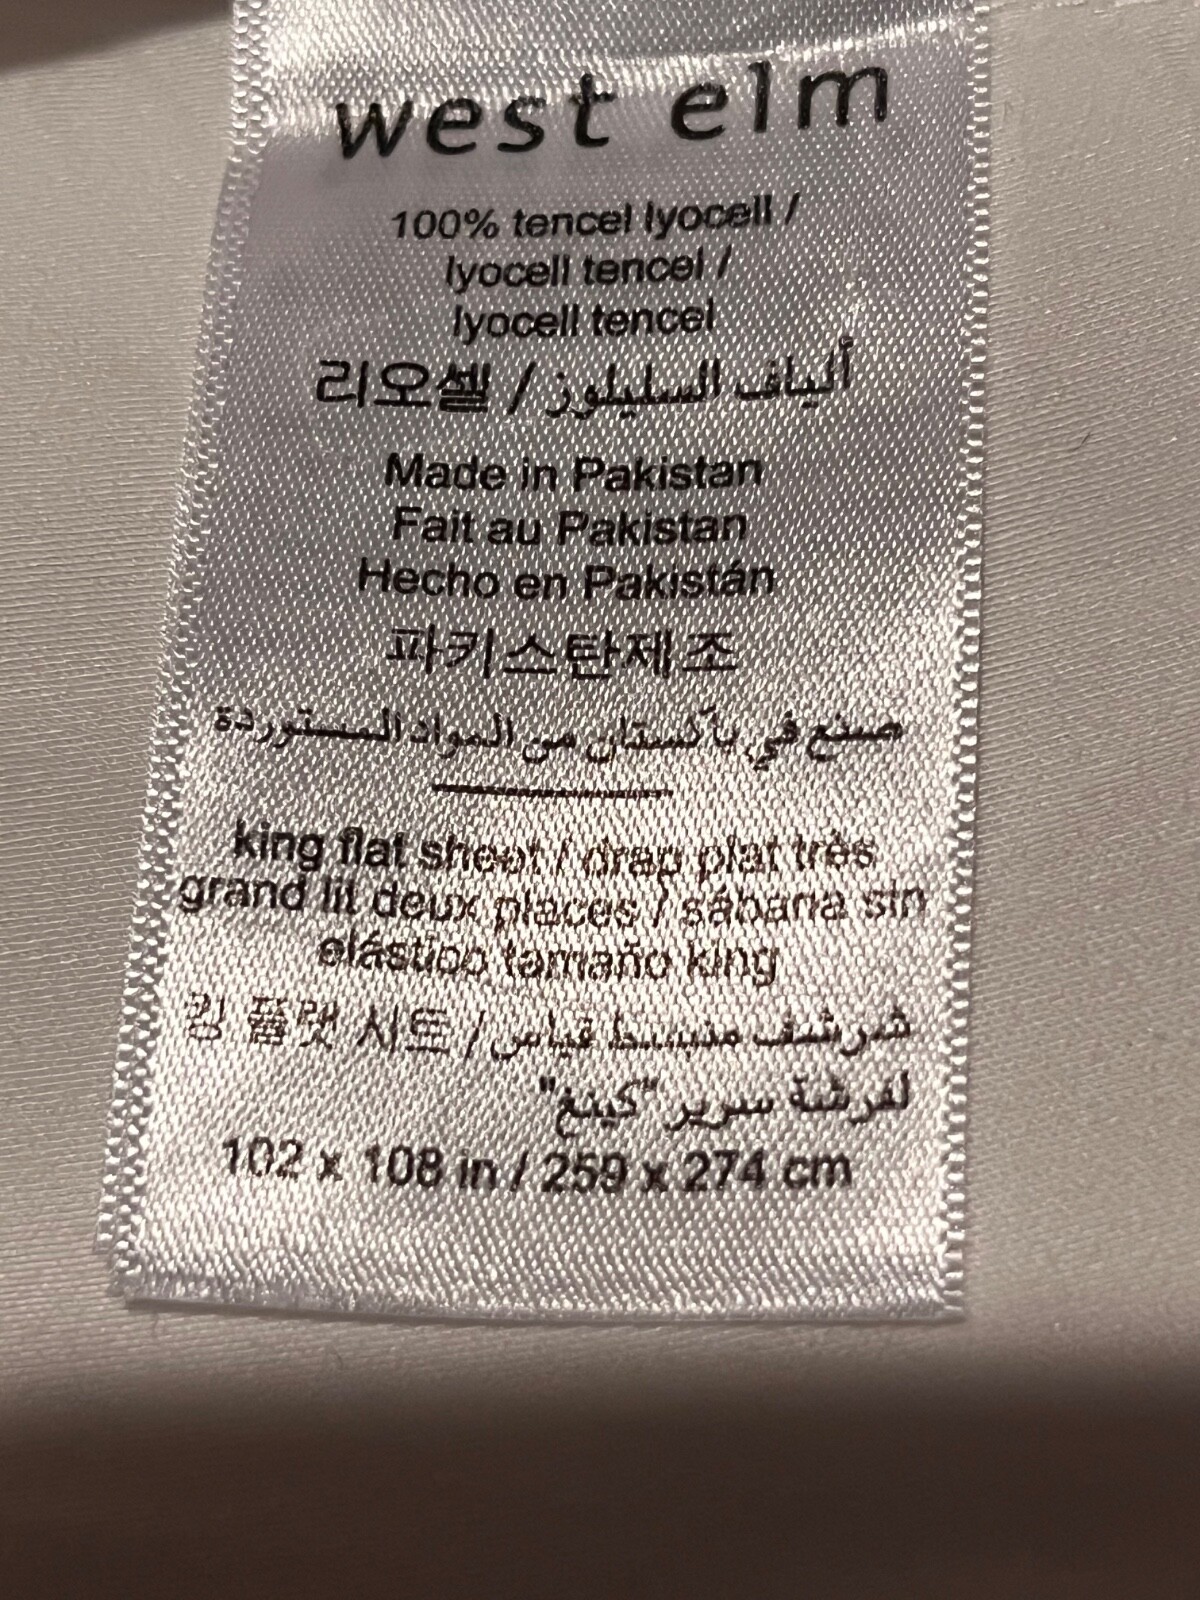 west elm
100% tencel lyocell /
lyocell tencel /
lyocell tencel
리오셀 / ألياف السليلوز
Made in Pakistan
Fait au Pakistan
Hecho en Pakistán
파키스탄제조
صنع في باكستان من المواد المستوردة
king flat sheet / drap plat très
grand lit deux places / sábana sin
elástico tamaño king
킹 플랫 시트 / شرشف منبسط قياس
لفرشة سرير "كينغ"
102 x 108 in / 259 x 274 cm